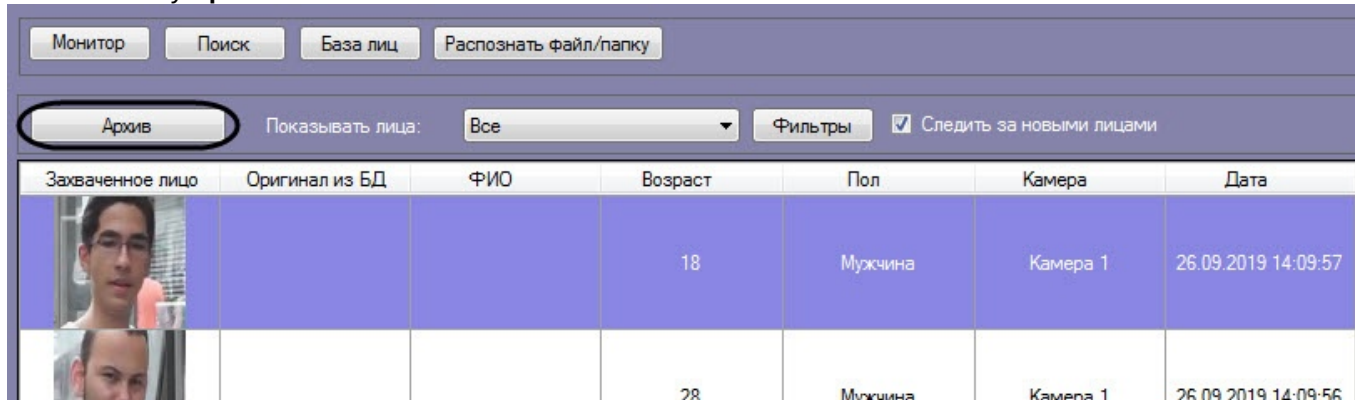 Монитор Поиск База лиц Распознать файл/папку
Архив Показывать лица: Все Фильтры Следить за новыми лицами
Захваченное лицо Оригинал из БД ФИО Возраст Пол Камера Дата
18 Мужчина Камера 1 26.09.2019 14:09:57
28 Мужчина Камера 1 26.09.2019 14:09:56